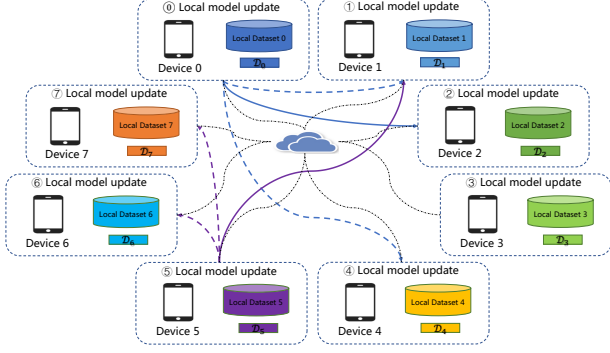 ⓪ Local model update
Local Dataset 0
𝓓₀
Device 0
① Local model update
Local Dataset 1
𝓓₁
Device 1
⑦ Local model update
Local Dataset 7
𝓓₇
Device 7
② Local model update
Local Dataset 2
𝓓₂
Device 2
⑥ Local model update
Local Dataset 6
𝓓₆
Device 6
③ Local model update
Local Dataset 3
𝓓₃
Device 3
⑤ Local model update
Local Dataset 5
𝓓₅
Device 5
④ Local model update
Local Dataset 4
𝓓₄
Device 4